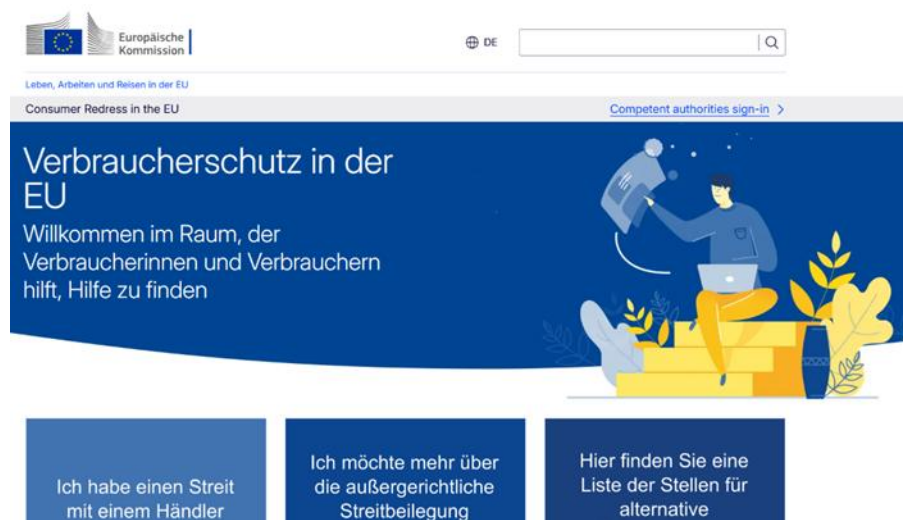 Europäische
Kommission
DE
Leben, Arbeiten und Reisen in der EU
Consumer Redress in the EU
Competent authorities sign-in
Verbraucherschutz in der
EU
Willkommen im Raum, der
Verbraucherinnen und Verbrauchern
hilft, Hilfe zu finden
Ich habe einen Streit
mit einem Händler
Ich möchte mehr über
die außergerichtliche
Streitbeilegung
Hier finden Sie eine
Liste der Stellen für
alternative